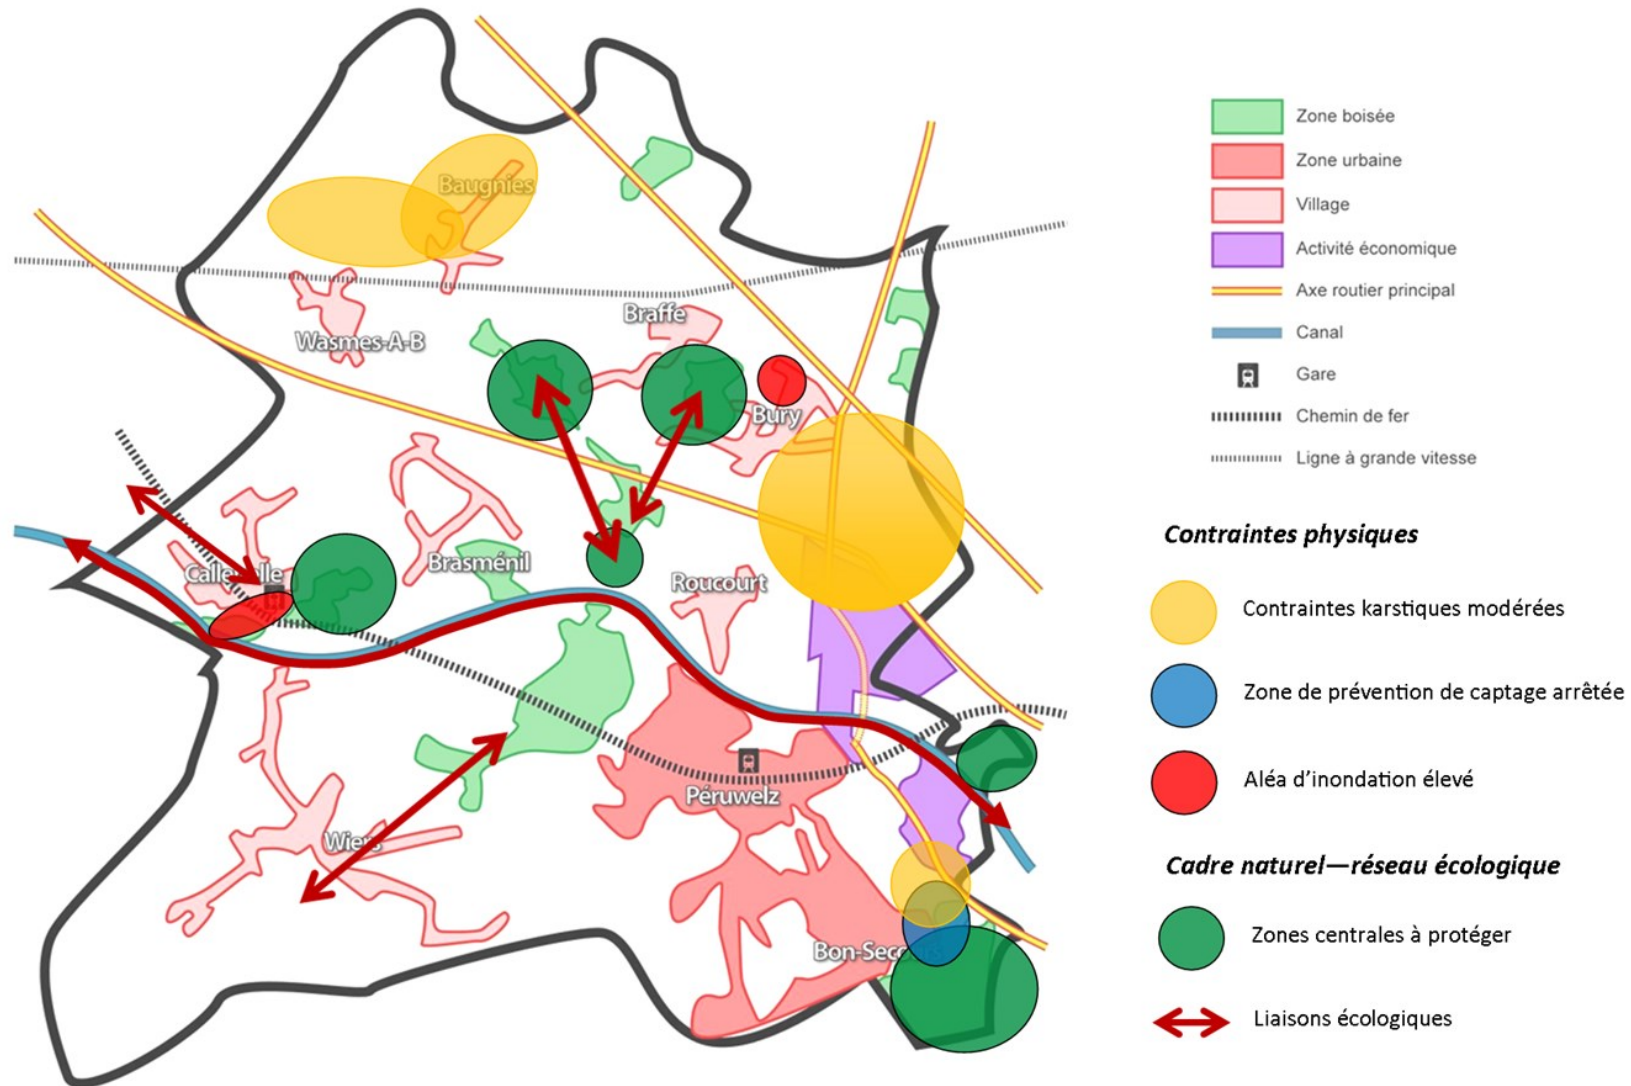 Baugnies
Wasmes-A-B
Braffe
Bury
Brasménil
Roucourt
Péruwelz
Zone boisée
Zone urbaine
Village
Activité économique
Axe routier principal
Canal
Gare
Chemin de fer
Ligne à grande vitesse
Contraintes physiques
Contraintes karstiques modérées
Zone de prévention de captage arrêtée
Aléa d'inondation élevé
Cadre naturel—réseau écologique
Zones centrales à protéger
Liaisons écologiques